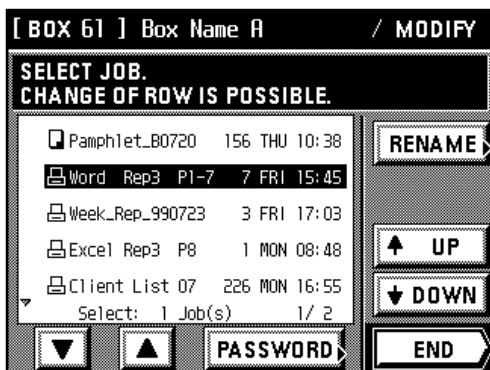 [ BOX 61 ] Box Name A / MODIFY
SELECT JOB.
CHANGE OF ROW IS POSSIBLE.
Pamphlet_B0720 156 THU 10:38
Word Rep3 P1-7 7 FRI 15:45
Week_Rep_990723 3 FRI 17:03
Excel Rep3 P8 1 MON 08:48
Client List 07 226 MON 16:55
Select: 1 Job(s) 1/ 2
RENAME
UP
DOWN
PASSWORD
END